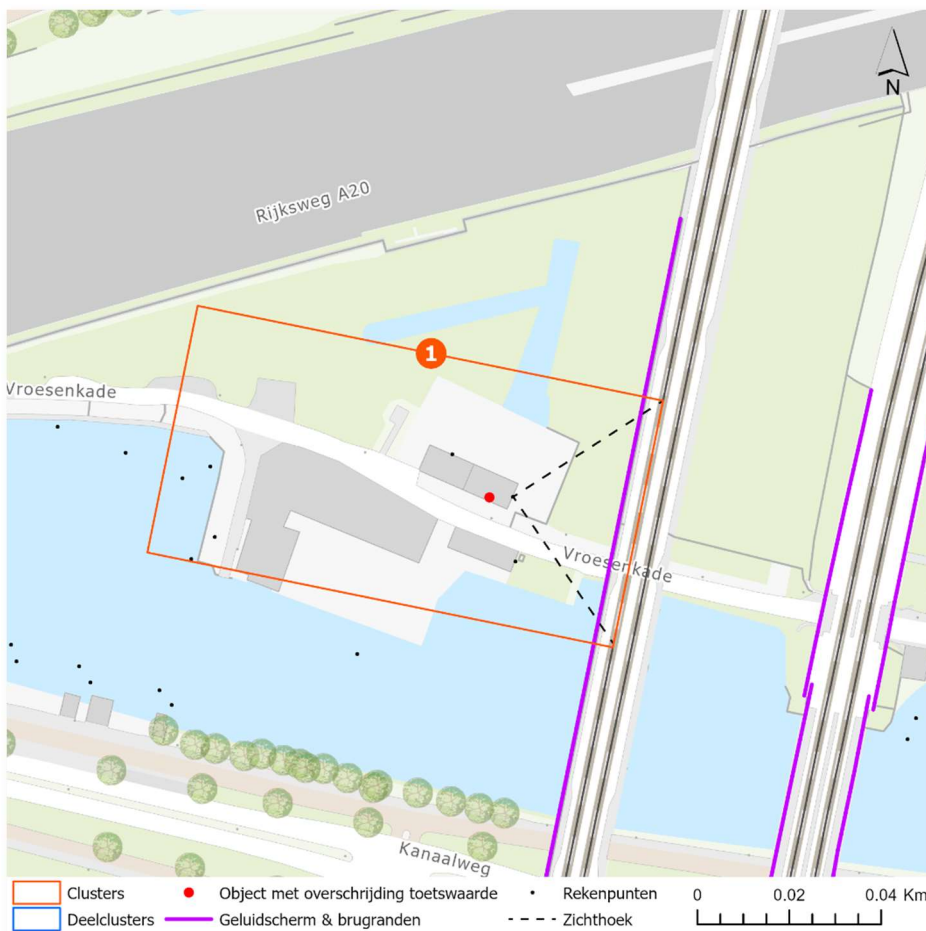 N
Rijksweg A20
1
Vroesenkade
Vroesenkade
Kanaalweg
Clusters
Object met overschrijding toetswaarde
Rekenpunten
0 0.02 0.04 Km
Deelclusters
Geluidscherm & brugranden
Zichthoek